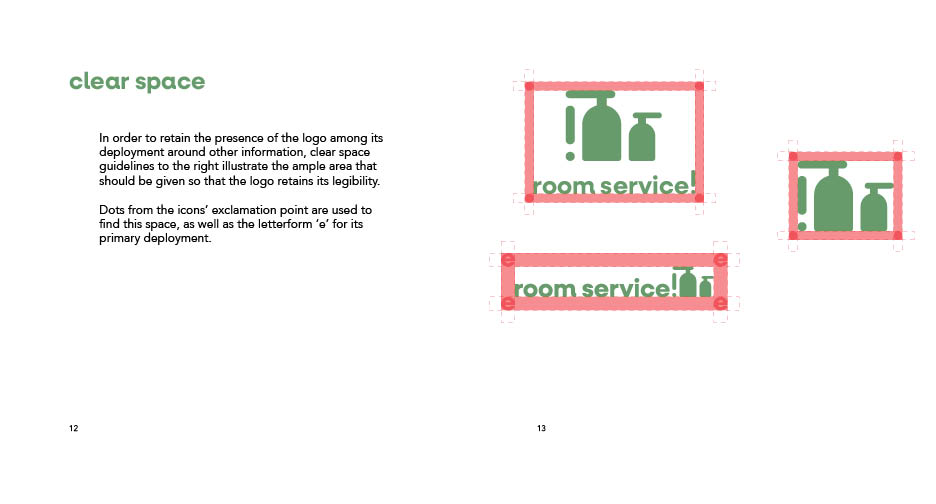 clear space
In order to retain the presence of the logo among its
deployment around other information, clear space
guidelines to the right illustrate the ample area that
should be given so that the logo retains its legibility.
Dots from the icons’ exclamation point are used to
find this space, as well as the letterform ‘e’ for its
primary deployment.
12
room service!
e e
room service!
e e
13